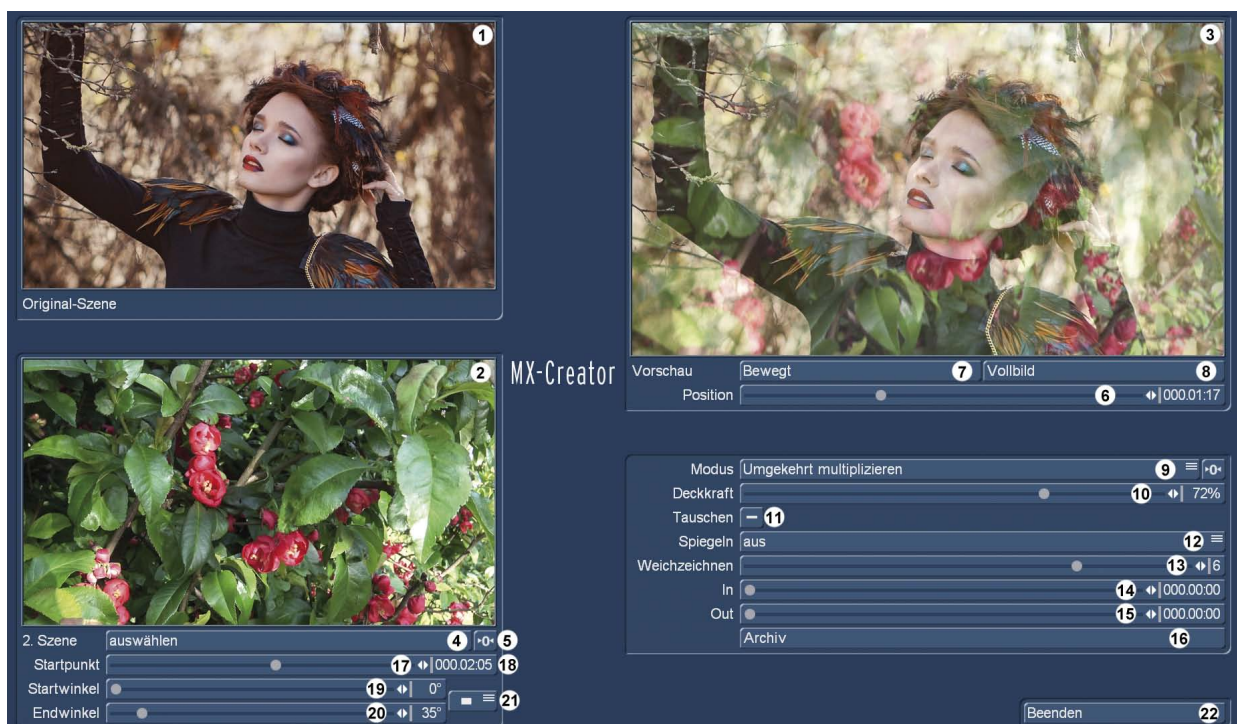 1
Original-Szene
2
2. Szene auswählen 4 ▸0◂ 5
Startpunkt 17 000.02:05 18
Startwinkel 19 0°
21
Endwinkel 20 35°
MX-Creator
3
Vorschau Bewegt 7 Vollbild 8
Position 6 000.01:17
Modus Umgekehrt multiplizieren 9 ▸0◂
Deckkraft 10 72%
Tauschen 11
Spiegeln aus 12
Weichzeichnen 13 6
In 14 000.00:00
Out 15 000.00:00
Archiv 16
Beenden 22